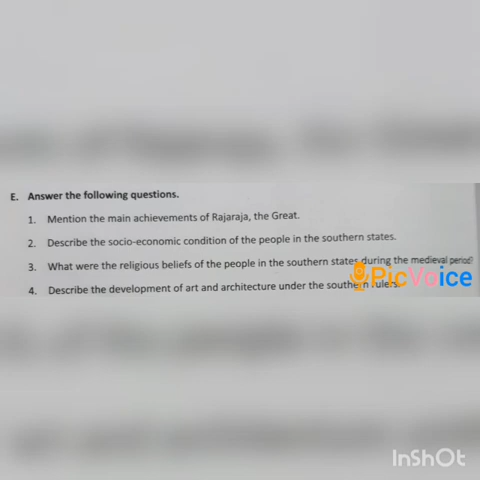 E. Answer the following questions.
1. Mention the main achievements of Rajaraja, the Great.
2. Describe the socio-economic condition of the people in the southern states.
3. What were the religious beliefs of the people in the southern states during the medieval period?
4. Describe the development of art and architecture under the southern rulers.
PicVoice
InShOt